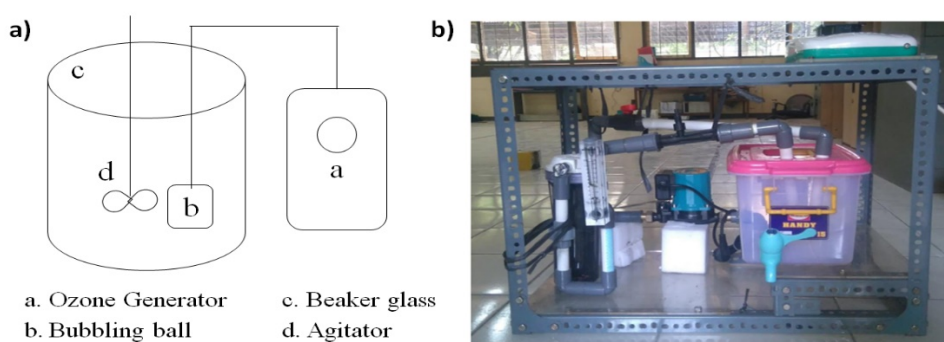 a)
c
d
b
a
a. Ozone Generator
b. Bubbling ball
c. Beaker glass
d. Agitator
b)
HANDY